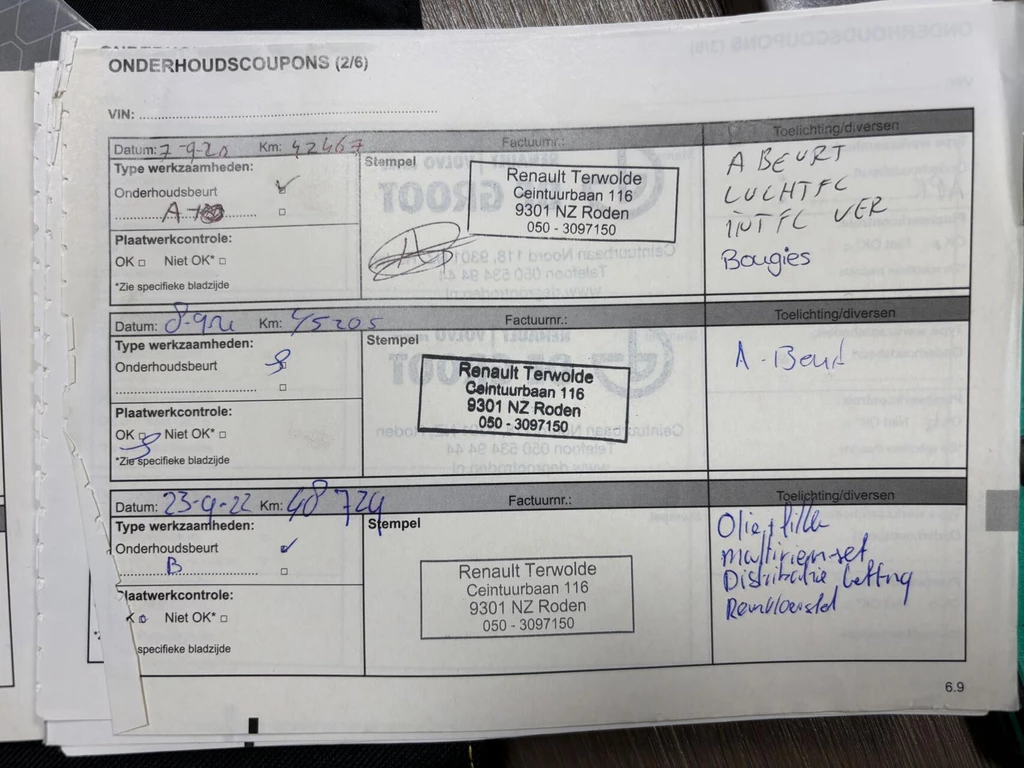 ONDERHOUDSCOUPONS (2/6)
VIN:
Datum: 7-9-20 Km: 42467 Factuurnr.: Toelichting/diversen
Type werkzaamheden:
Onderhoudsbeurt
A
Plaatwerkcontrole:
OK Niet OK*
*Zie specifieke bladzijde
Stempel
Renault Terwolde
Ceintuurbaan 116
9301 NZ Roden
050 - 3097150
A BEURT
LUCHTFC
INTFC VER
Bougies
Datum: 8-9-21 Km: 45205 Factuurnr.: Toelichting/diversen
Type werkzaamheden:
Onderhoudsbeurt
Plaatwerkcontrole:
OK Niet OK*
*Zie specifieke bladzijde
Stempel
Renault Terwolde
Ceintuurbaan 116
9301 NZ Roden
050 - 3097150
A - Beurt
Datum: 23-9-22 Km: 48724 Factuurnr.: Toelichting/diversen
Type werkzaamheden:
Onderhoudsbeurt
B
Plaatwerkcontrole:
K Niet OK*
specifieke bladzijde
Stempel
Renault Terwolde
Ceintuurbaan 116
9301 NZ Roden
050 - 3097150
Olie + filter
multiriem-set
Distributie
Remvloeistof
6.9